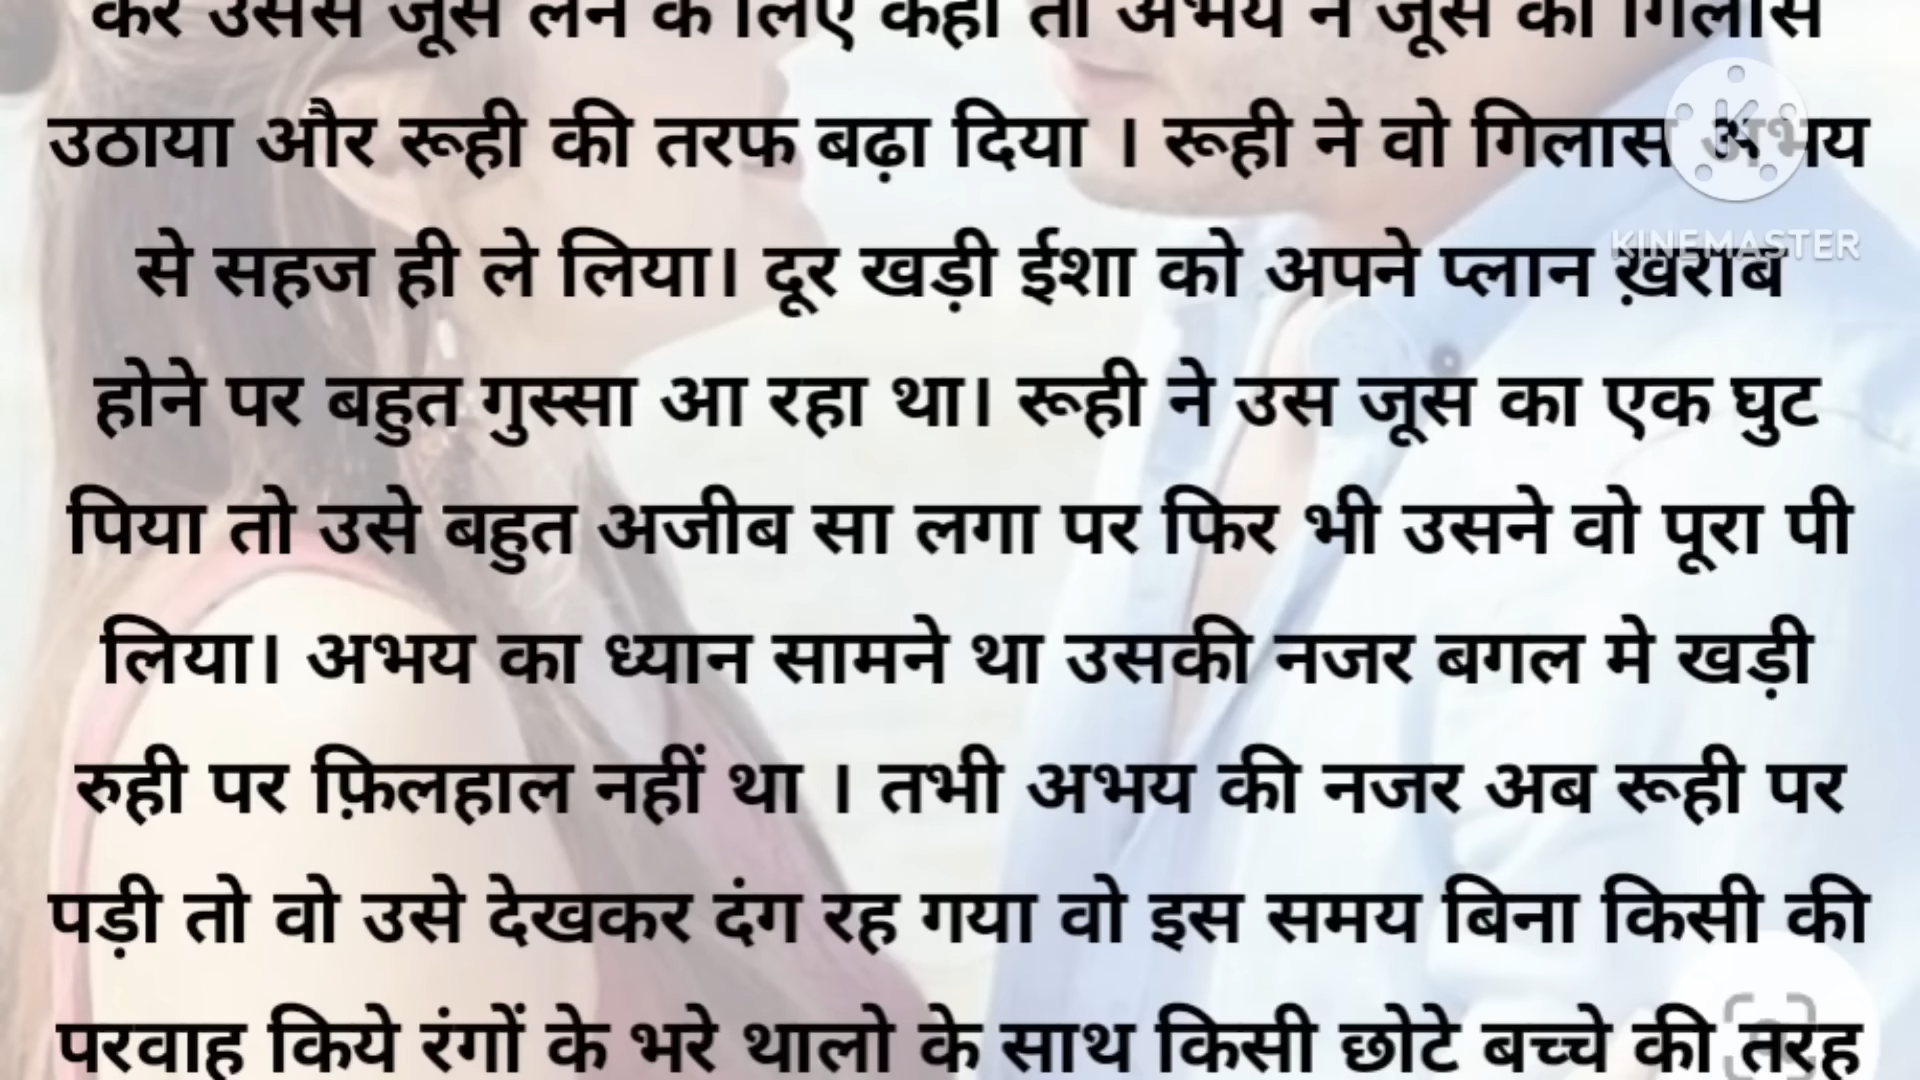 कर उससे जूस लेने के लिए कहा तो अभय ने जूस का गिलास
उठाया और रूही की तरफ बढ़ा दिया । रूही ने वो गिलास अभय
से सहज ही ले लिया। दूर खड़ी ईशा को अपने प्लान ख़राब
KINEMASTER
होने पर बहुत गुस्सा आ रहा था। रूही ने उस जूस का एक घुट
पिया तो उसे बहुत अजीब सा लगा पर फिर भी उसने वो पूरा पी
लिया। अभय का ध्यान सामने था उसकी नजर बगल मे खड़ी
रुही पर फ़िलहाल नहीं था । तभी अभय की नजर अब रूही पर
पड़ी तो वो उसे देखकर दंग रह गया वो इस समय बिना किसी की
परवाह किये रंगों के भरे थालो के साथ किसी छोटे बच्चे की तरह